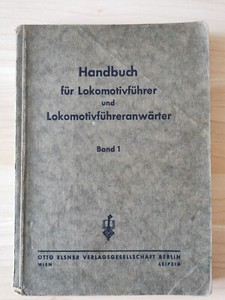 Handbuch
für Lokomotivführer
und
Lokomotivführeranwärter
Band 1
OTTO ELSNER VERLAGSGESELLSCHAFT BERLIN
WIEN LEIPZIG